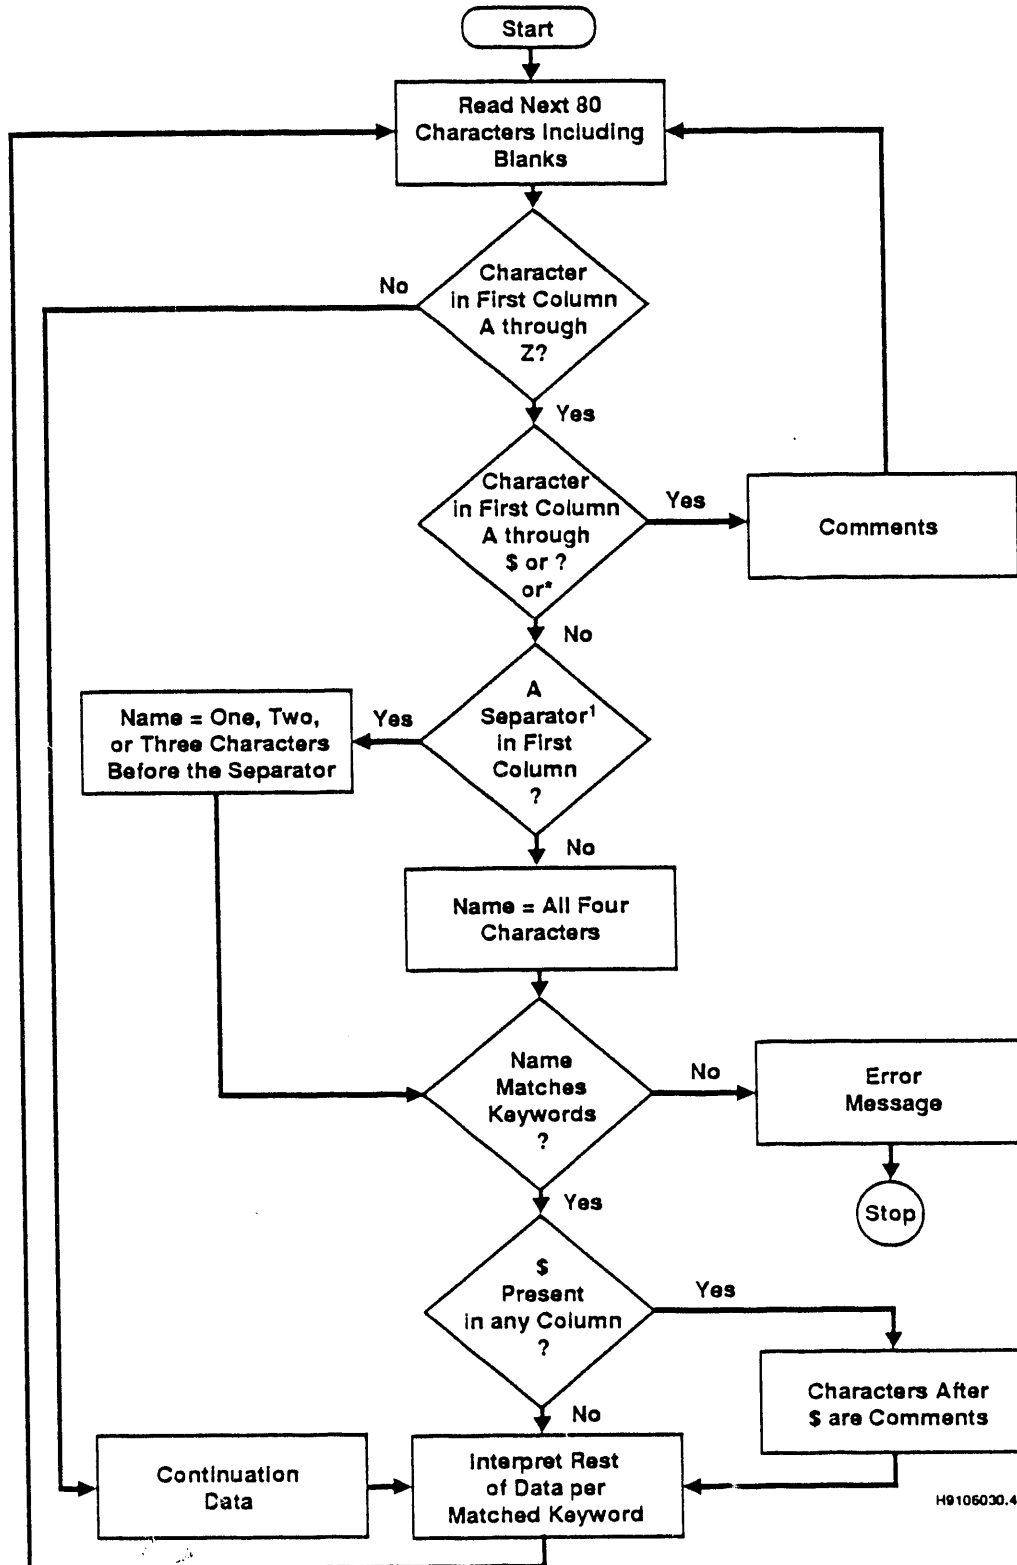 Start
Read Next 80
Characters Including
Blanks
No
Character
in First Column
A through
Z?
Yes
Character
in First Column
A through
$ or ?
or*
Yes
Comments
No
Name = One, Two,
or Three Characters
Before the Separator
Yes
A
Separator¹
in First
Column
?
No
Name = All Four
Characters
Name
Matches
Keywords
?
No
Error
Message
Stop
Yes
$
Present
in any Column
?
Yes
Characters After
$ are Comments
No
Continuation
Data
Interpret Rest
of Data per
Matched Keyword
H9106030.4